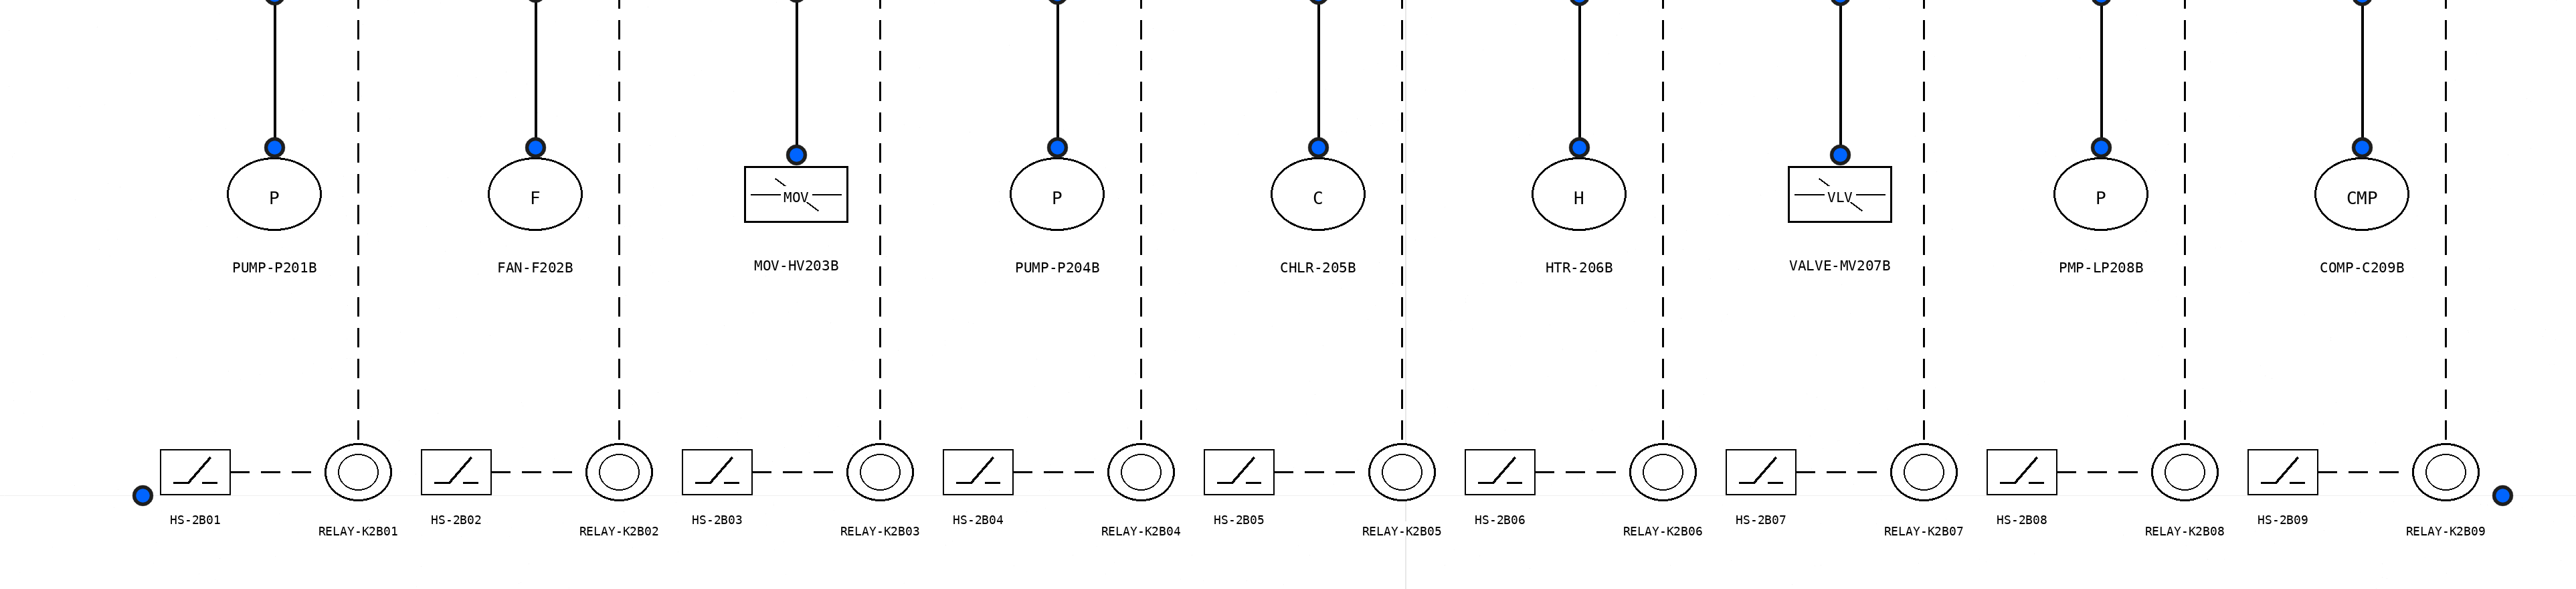 P F MOV P C H VLV P CMP
PUMP-P201B FAN-F202B MOV-HV203B PUMP-P204B CHLR-205B HTR-206B VALVE-MV207B PMP-LP208B COMP-C209B
HS-2B01 HS-2B02 HS-2B03 HS-2B04 HS-2B05 HS-2B06 HS-2B07 HS-2B08 HS-2B09
RELAY-K2B01 RELAY-K2B02 RELAY-K2B03 RELAY-K2B04 RELAY-K2B05 RELAY-K2B06 RELAY-K2B07 RELAY-K2B08 RELAY-K2B09